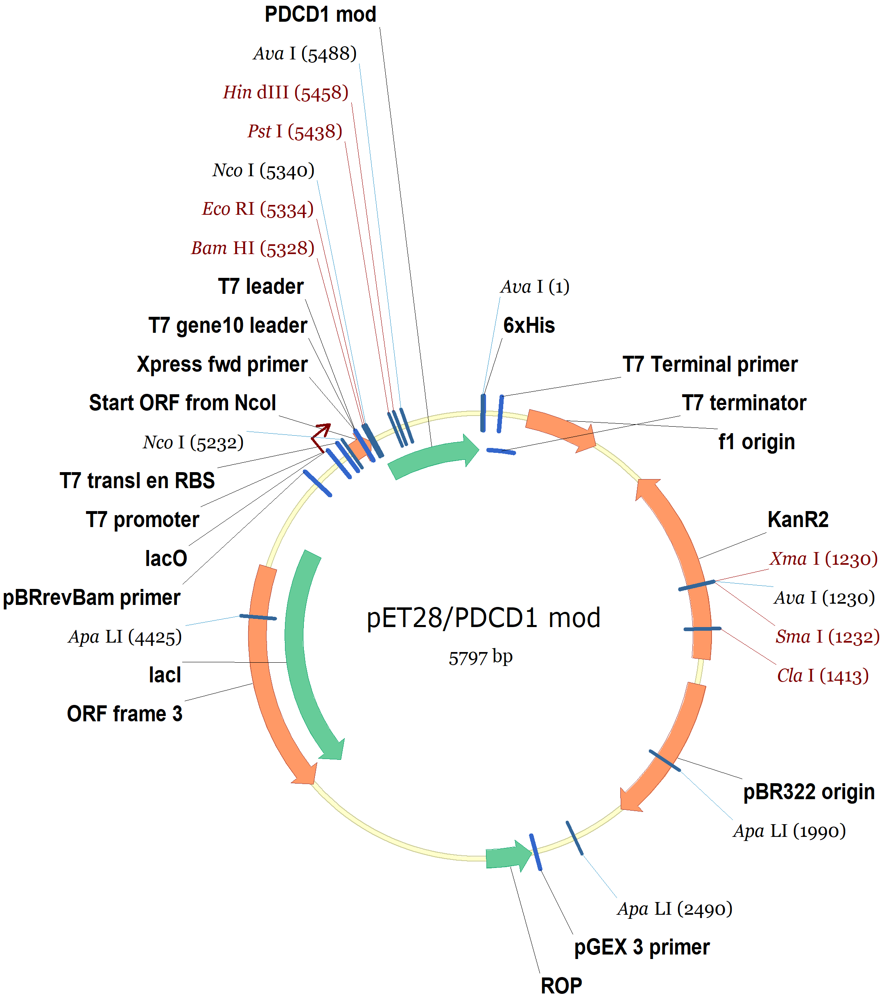 PDCD1 mod
Ava I (5488)
Hin dIII (5458)
Pst I (5438)
Nco I (5340)
Eco RI (5334)
Bam HI (5328)
T7 leader
Ava I (1)
T7 gene10 leader
6xHis
Xpress fwd primer
T7 Terminal primer
Start ORF from NcoI
T7 terminator
Nco I (5232)
f1 origin
T7 transl en RBS
T7 promoter
KanR2
lacO
Xma I (1230)
pBRrevBam primer
Ava I (1230)
pET28/PDCD1 mod
Apa LI (4425)
Sma I (1232)
5797 bp
lacI
Cla I (1413)
ORF frame 3
pBR322 origin
Apa LI (1990)
Apa LI (2490)
pGEX 3 primer
ROP